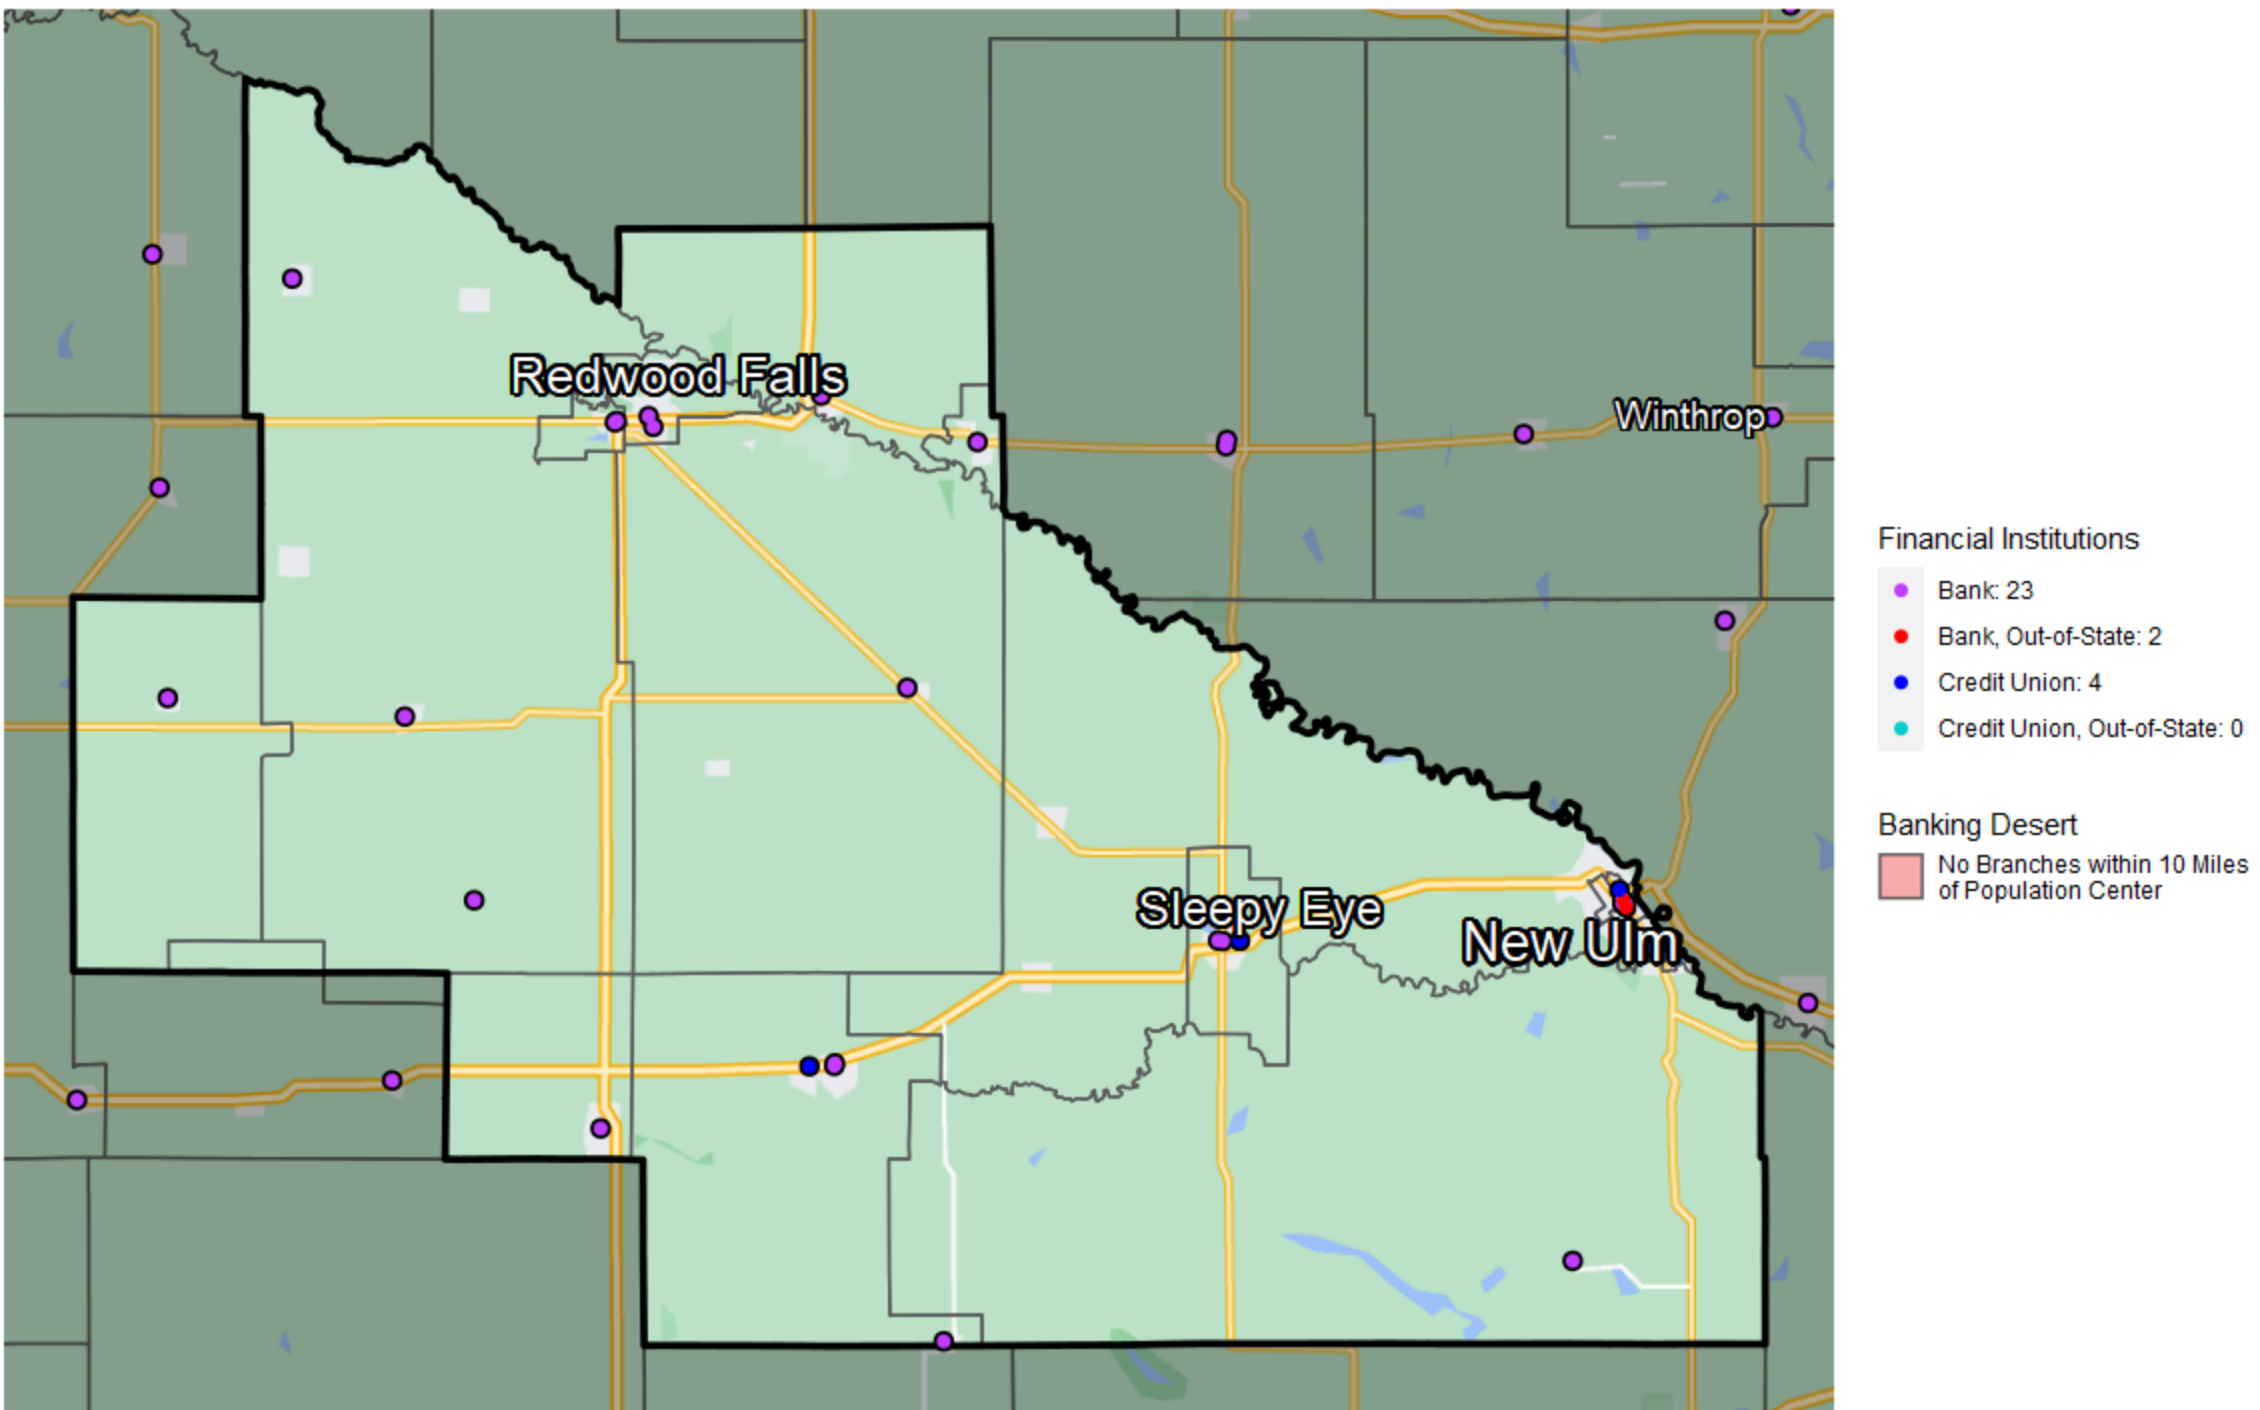 Redwood Falls
Winthrop
Sleepy Eye
New Ulm
Financial Institutions
Bank: 23
Bank, Out-of-State: 2
Credit Union: 4
Credit Union, Out-of-State: 0
Banking Desert
No Branches within 10 Miles
of Population Center